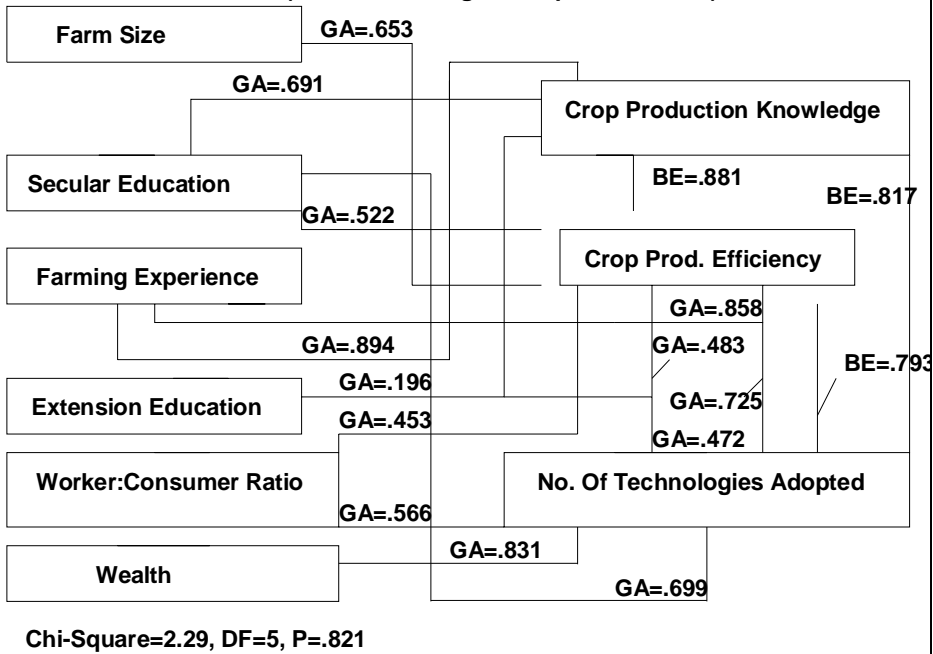 Farm Size
GA=.653
GA=.691
Crop Production Knowledge
Secular Education
BE=.881
BE=.817
GA=.522
Crop Prod. Efficiency
Farming Experience
GA=.858
GA=.894
GA=.483
BE=.793
GA=.196
Extension Education
GA=.725
GA=.453
GA=.472
Worker:Consumer Ratio
No. Of Technologies Adopted
GA=.566
GA=.831
Wealth
GA=.699
Chi-Square=2.29, DF=5, P=.821